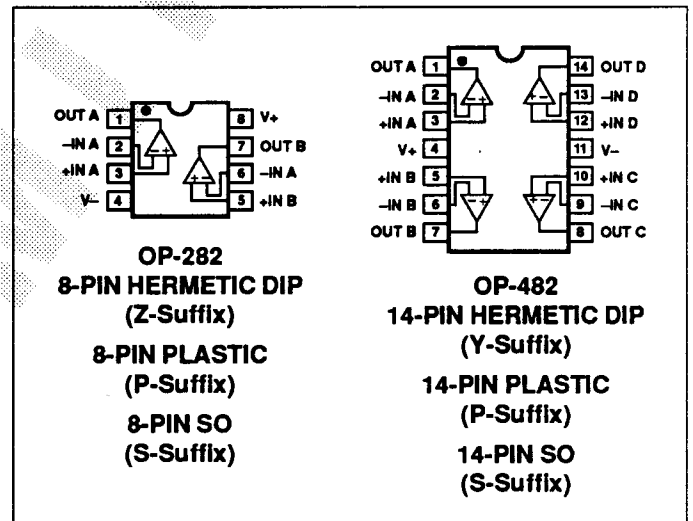 OUT A 1 8 V+
–IN A 2 7 OUT B
+IN A 3 6 –IN A
V– 4 5 +IN B
OP-282
8-PIN HERMETIC DIP
(Z-Suffix)
8-PIN PLASTIC
(P-Suffix)
8-PIN SO
(S-Suffix)
OUT A 1 14 OUT D
–IN A 2 13 –IN D
+IN A 3 12 +IN D
V+ 4 11 V–
+IN B 5 10 +IN C
–IN B 6 9 –IN C
OUT B 7 8 OUT C
OP-482
14-PIN HERMETIC DIP
(Y-Suffix)
14-PIN PLASTIC
(P-Suffix)
14-PIN SO
(S-Suffix)